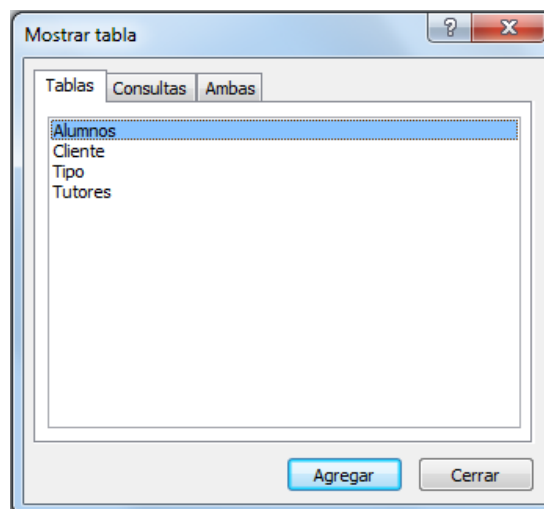 Mostrar tabla
Tablas Consultas Ambas
Alumnos
Cliente
Tipo
Tutores
Agregar Cerrar